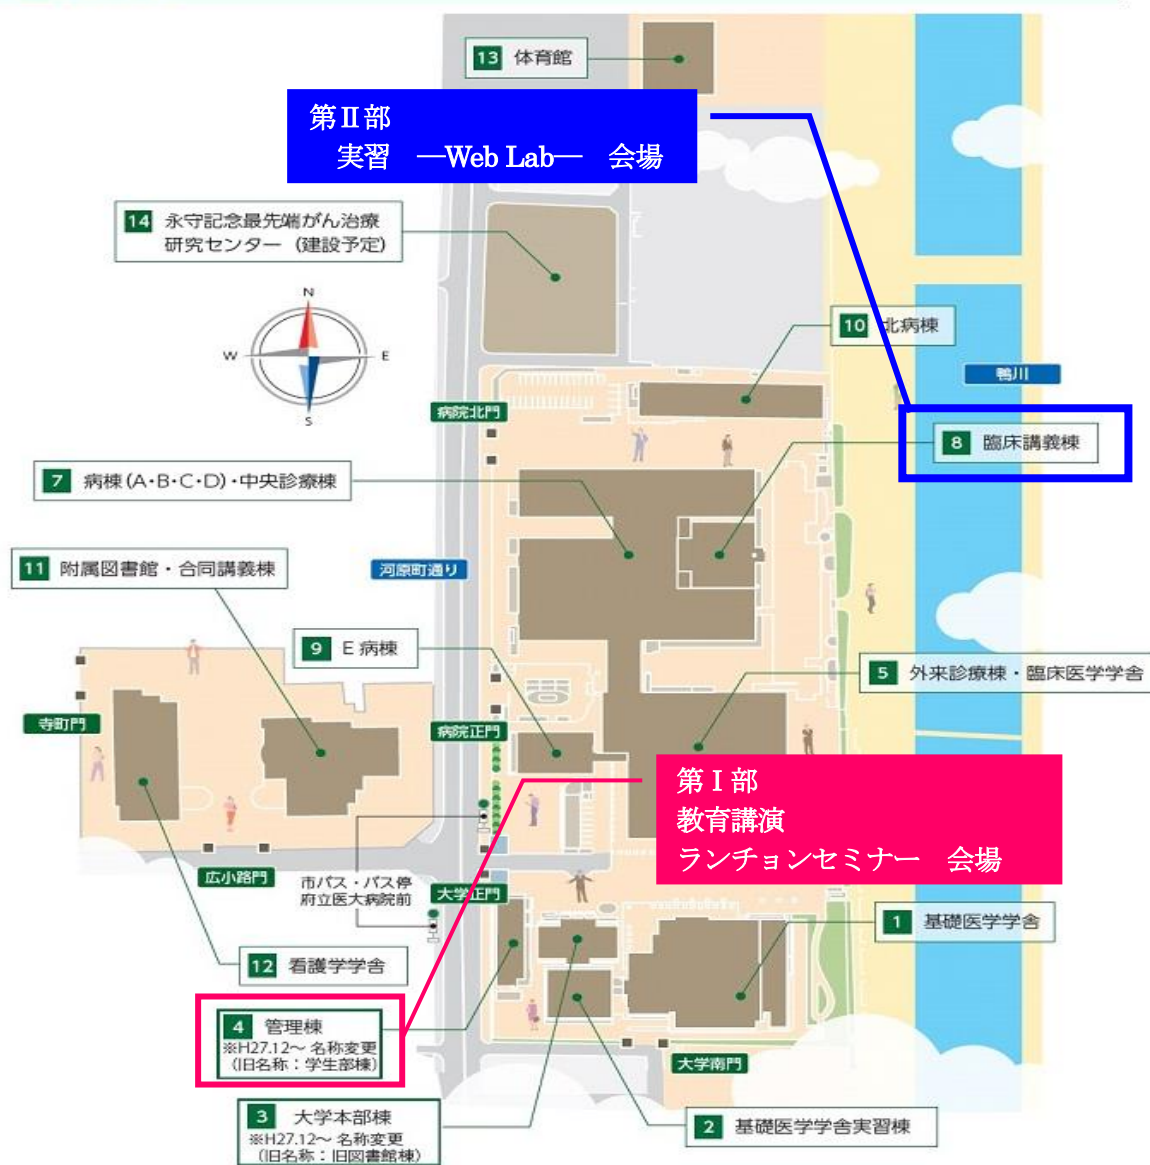 13 体育館
第Ⅱ部
実習 ―Web Lab― 会場
14 永守記念最先端がん治療
研究センター（建設予定）
N
W
E
S
10 北病棟
鴨川
病院北門
8 臨床講義棟
7 病棟(A・B・C・D)・中央診療棟
11 附属図書館・合同講義棟
河原町通り
9 E 病棟
5 外来診療棟・臨床医学学舎
寺町門
病院正門
第Ⅰ部
教育講演
ランチョンセミナー 会場
広小路門
市バス・バス停
府立医大病院前
大学正門
1 基礎医学学舎
12 看護学学舎
4 管理棟
※H27.12～ 名称変更
（旧名称：学生部棟）
大学南門
3 大学本部棟
※H27.12～ 名称変更
（旧名称：旧図書館棟）
2 基礎医学学舎実習棟